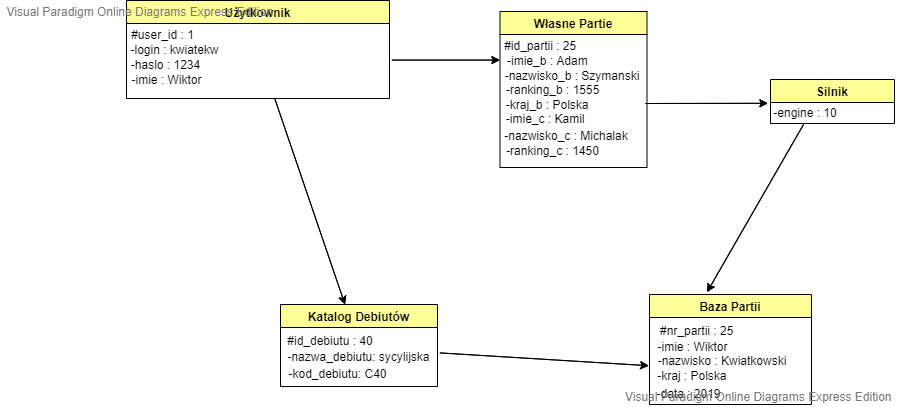 Visual Paradigm Online Diagrams Express Edition
Użytkownik
#user_id : 1
-login : kwiatekw
-haslo : 1234
-imie : Wiktor
Własne Partie
#id_partii : 25
-imie_b : Adam
-nazwisko_b : Szymanski
-ranking_b : 1555
-kraj_b : Polska
-imie_c : Kamil
-nazwisko_c : Michalak
-ranking_c : 1450
Silnik
-engine : 10
Katalog Debiutów
#id_debiutu : 40
-nazwa_debiutu: sycylijska
-kod_debiutu: C40
Baza Partii
#nr_partii : 25
-imie : Wiktor
-nazwisko : Kwiatkowski
-kraj : Polska
-data : 2019
Visual Paradigm Online Diagrams Express Edition